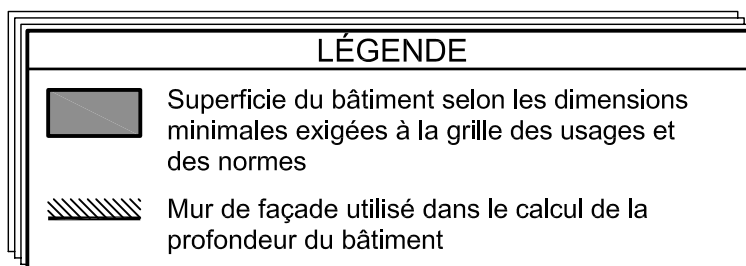 LÉGENDE
Superficie du bâtiment selon les dimensions
minimales exigées à la grille des usages et
des normes
Mur de façade utilisé dans le calcul de la
profondeur du bâtiment